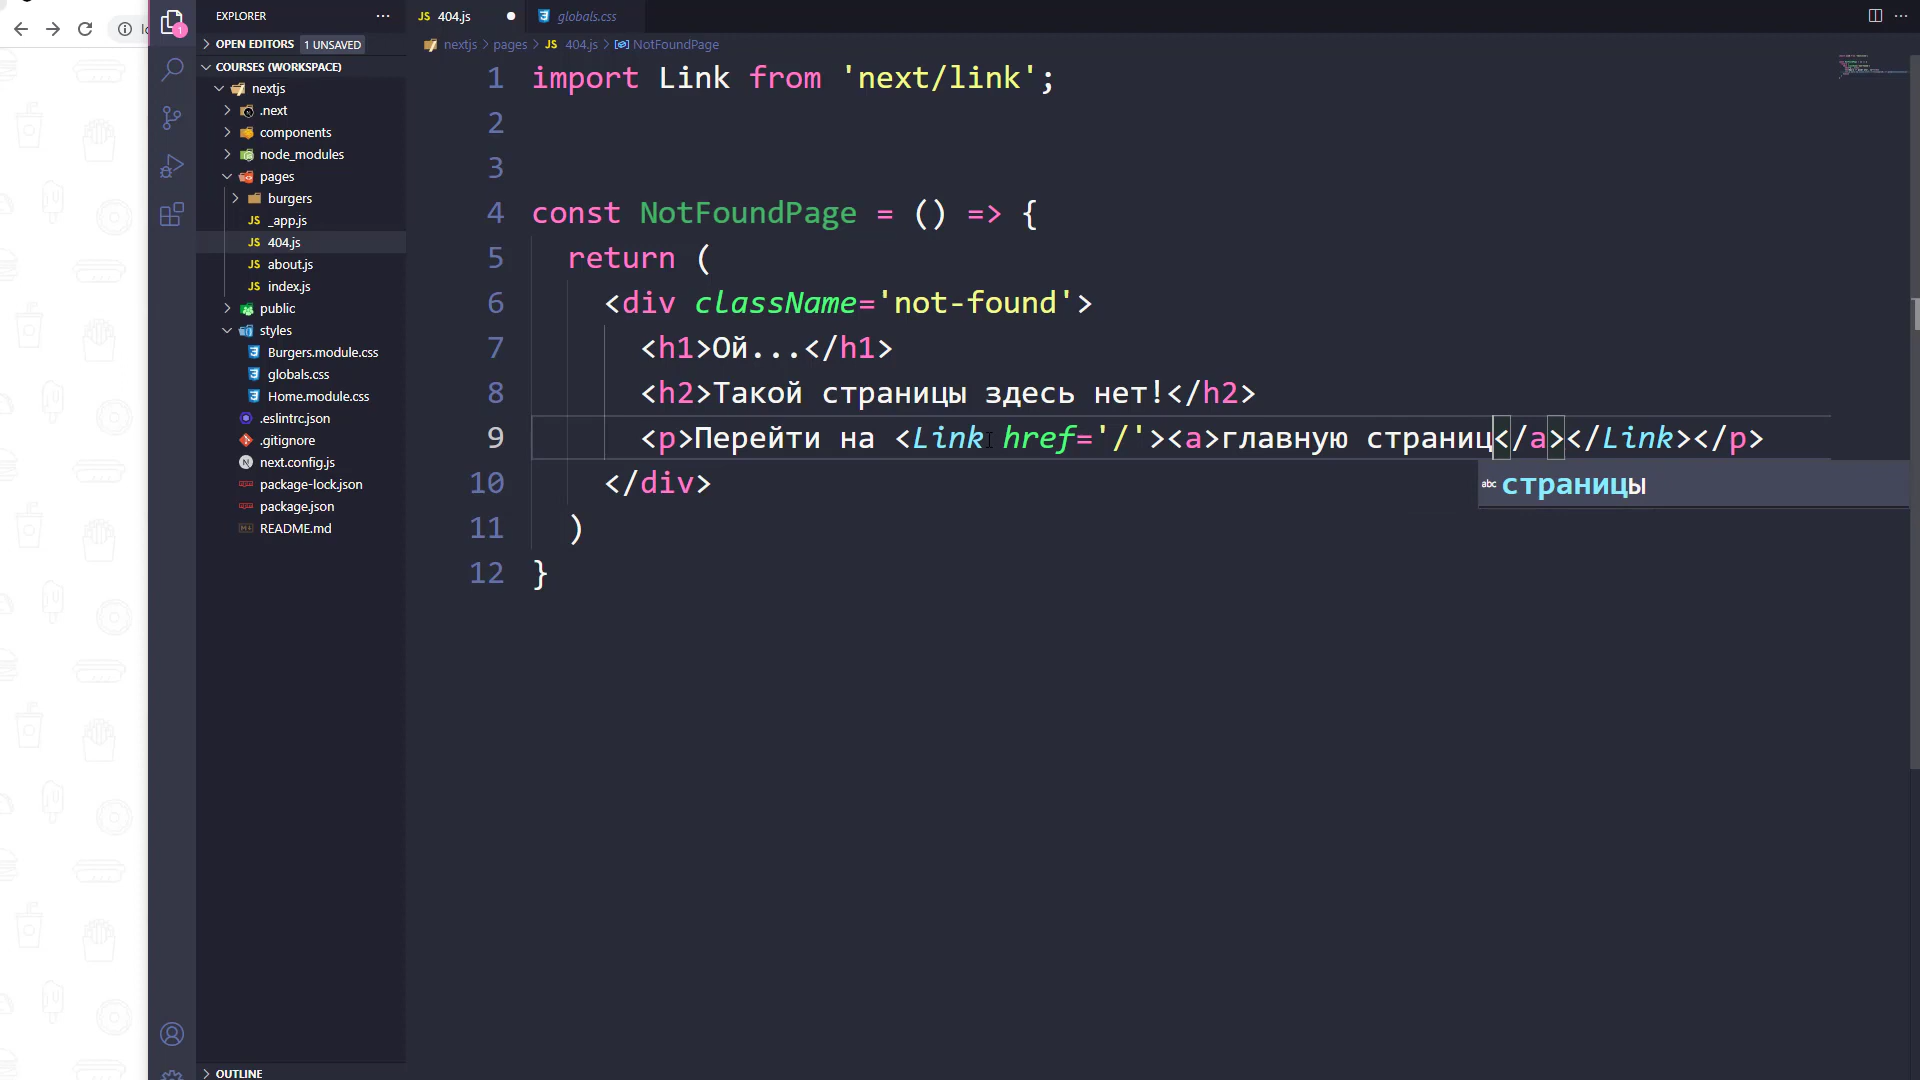 EXPLORER
OPEN EDITORS 1 UNSAVED
COURSES (WORKSPACE)
nextjs
.next
components
node_modules
pages
burgers
JS _app.js
JS 404.js
JS about.js
JS index.js
public
styles
Burgers.module.css
globals.css
Home.module.css
.eslintrc.json
.gitignore
next.config.js
package-lock.json
package.json
README.md
OUTLINE
JS 404.js
globals.css
nextjs > pages > JS 404.js > NotFoundPage
1 import Link from 'next/link';
2
3
4 const NotFoundPage = () => {
5 return (
6 <div className='not-found'>
7 <h1>Ой...</h1>
8 <h2>Такой страницы здесь нет!</h2>
9 <p>Перейти на <Link href='/'><a>главную страниц</a></Link></p>
abc страницы
10 </div>
11 )
12 }